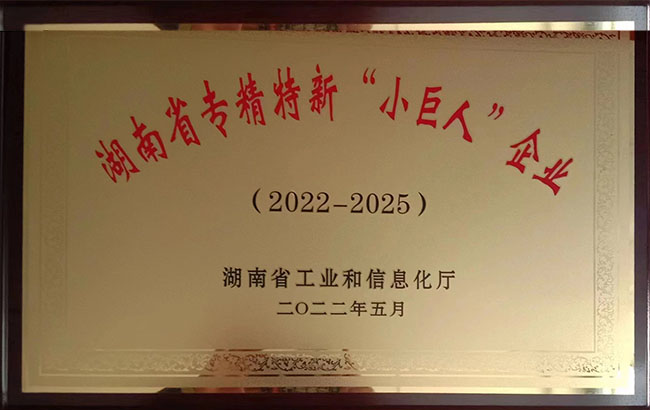 湖南省专精特新“小巨人”企业
（2022-2025）
湖南省工业和信息化厅
二〇二二年五月